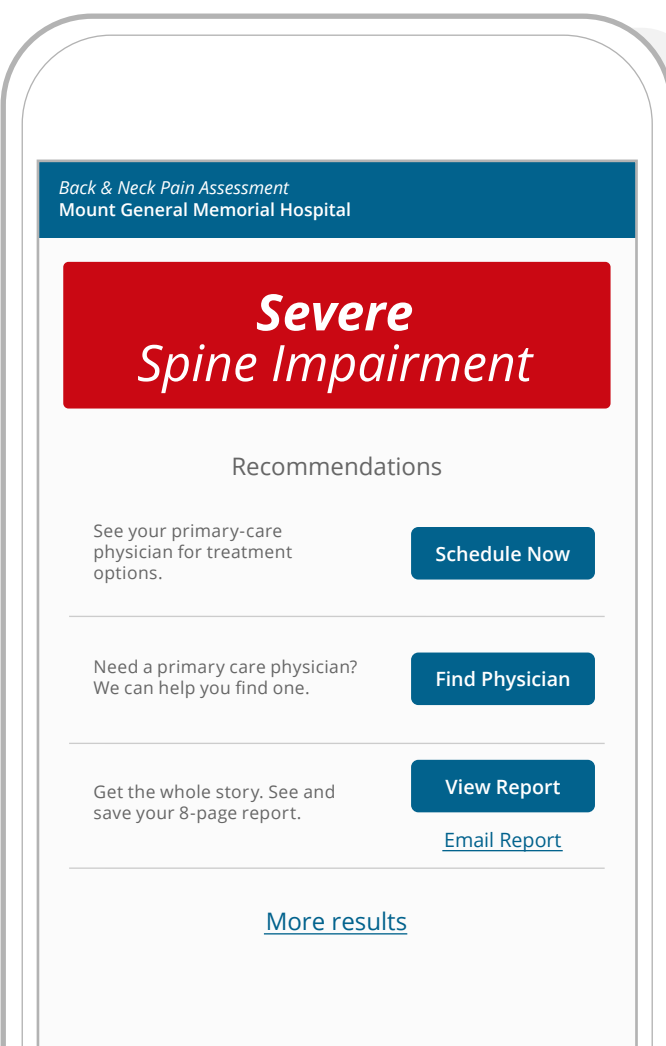 Back & Neck Pain Assessment
Mount General Memorial Hospital
Severe
Spine Impairment
Recommendations
See your primary-care
physician for treatment
options.
Schedule Now
Need a primary care physician?
We can help you find one.
Find Physician
Get the whole story. See and
save your 8-page report.
View Report
Email Report
More results